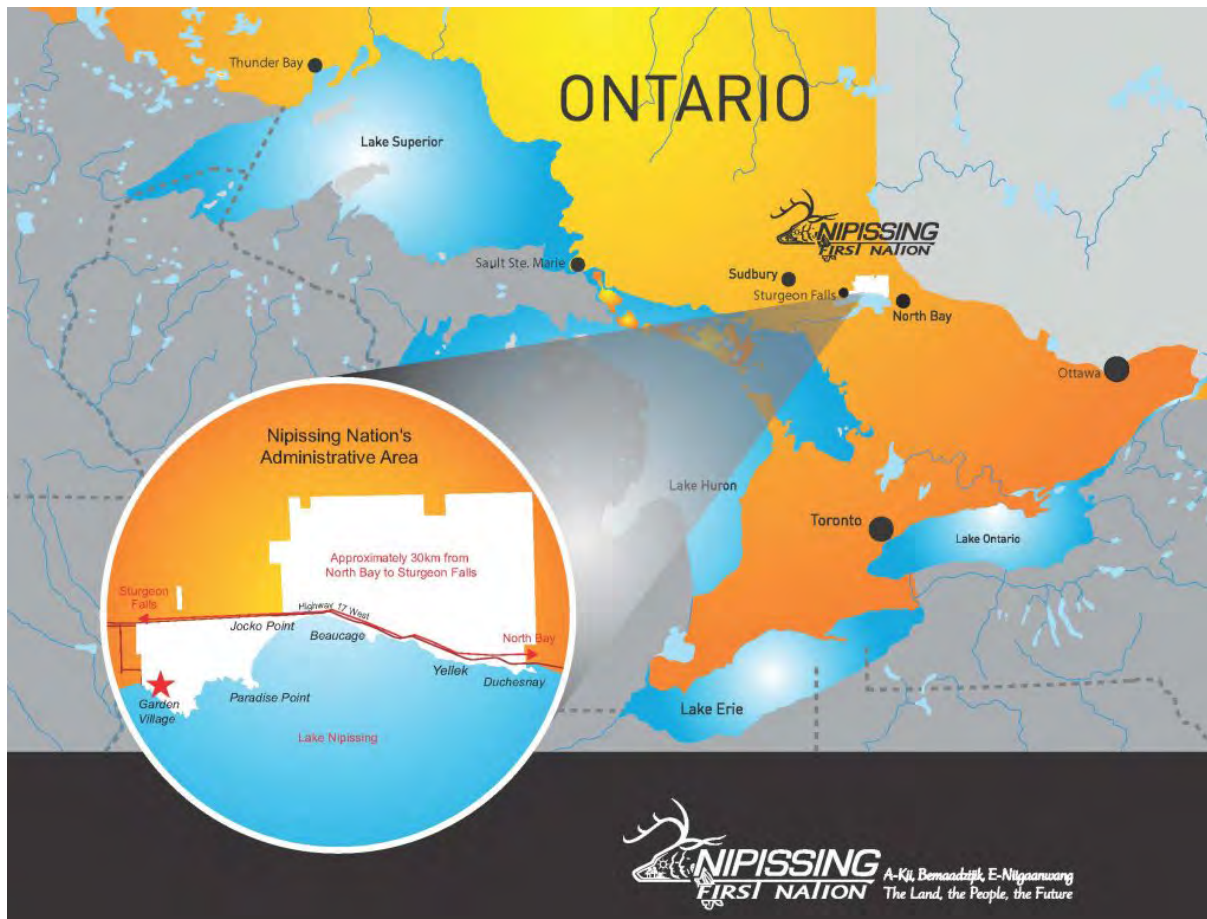 Thunder Bay
ONTARIO
Lake Superior
NIPISSING
FIRST NATION
Sault Ste. Marie
Sudbury
Sturgeon Falls
North Bay
Ottawa
Lake Huron
Toronto
Lake Ontario
Lake Erie
Nipissing Nation's
Administrative Area
Approximately 30km from
North Bay to Sturgeon Falls
Sturgeon
Falls
Highway 17 West
Jocko Point
Beaucage
North Bay
Yellek
Duchesnay
Paradise Point
Garden
Village
Lake Nipissing
NIPISSING
FIRST NATION
A-Kii, Bemaadzijik, E-Niigaanwang
The Land, the People, the Future